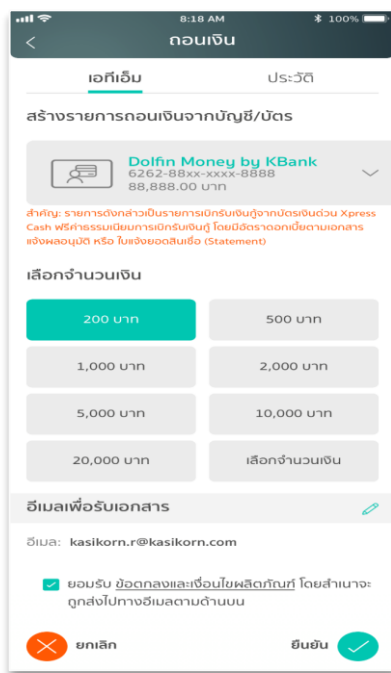 8:18 AM 100%
ถอนเงิน
เอทีเอ็ม ประวัติ
สร้างรายการถอนเงินจากบัญชี/บัตร
Dolfin Money by KBank
6262-88xx-xxxx-8888
88,888.00 บาท
สำคัญ: รายการดังกล่าวเป็นรายการเบิกรับเงินกู้จากบัตรเงินด่วน Xpress
Cash ฟรีค่าธรรมเนียมการเบิกรับเงินกู้ โดยมีอัตราดอกเบี้ยตามเอกสาร
แจ้งผลอนุมัติ หรือ ใบแจ้งยอดสินเชื่อ (Statement)
เลือกจำนวนเงิน
200 บาท 500 บาท
1,000 บาท 2,000 บาท
5,000 บาท 10,000 บาท
20,000 บาท เลือกจำนวนเงิน
อีเมลเพื่อรับเอกสาร
อีเมล: kasikorn.r@kasikorn.com
ยอมรับ ข้อตกลงและเงื่อนไขผลิตภัณฑ์ โดยสำเนาจะ
ถูกส่งไปทางอีเมลตามด้านบน
ยกเลิก ยืนยัน